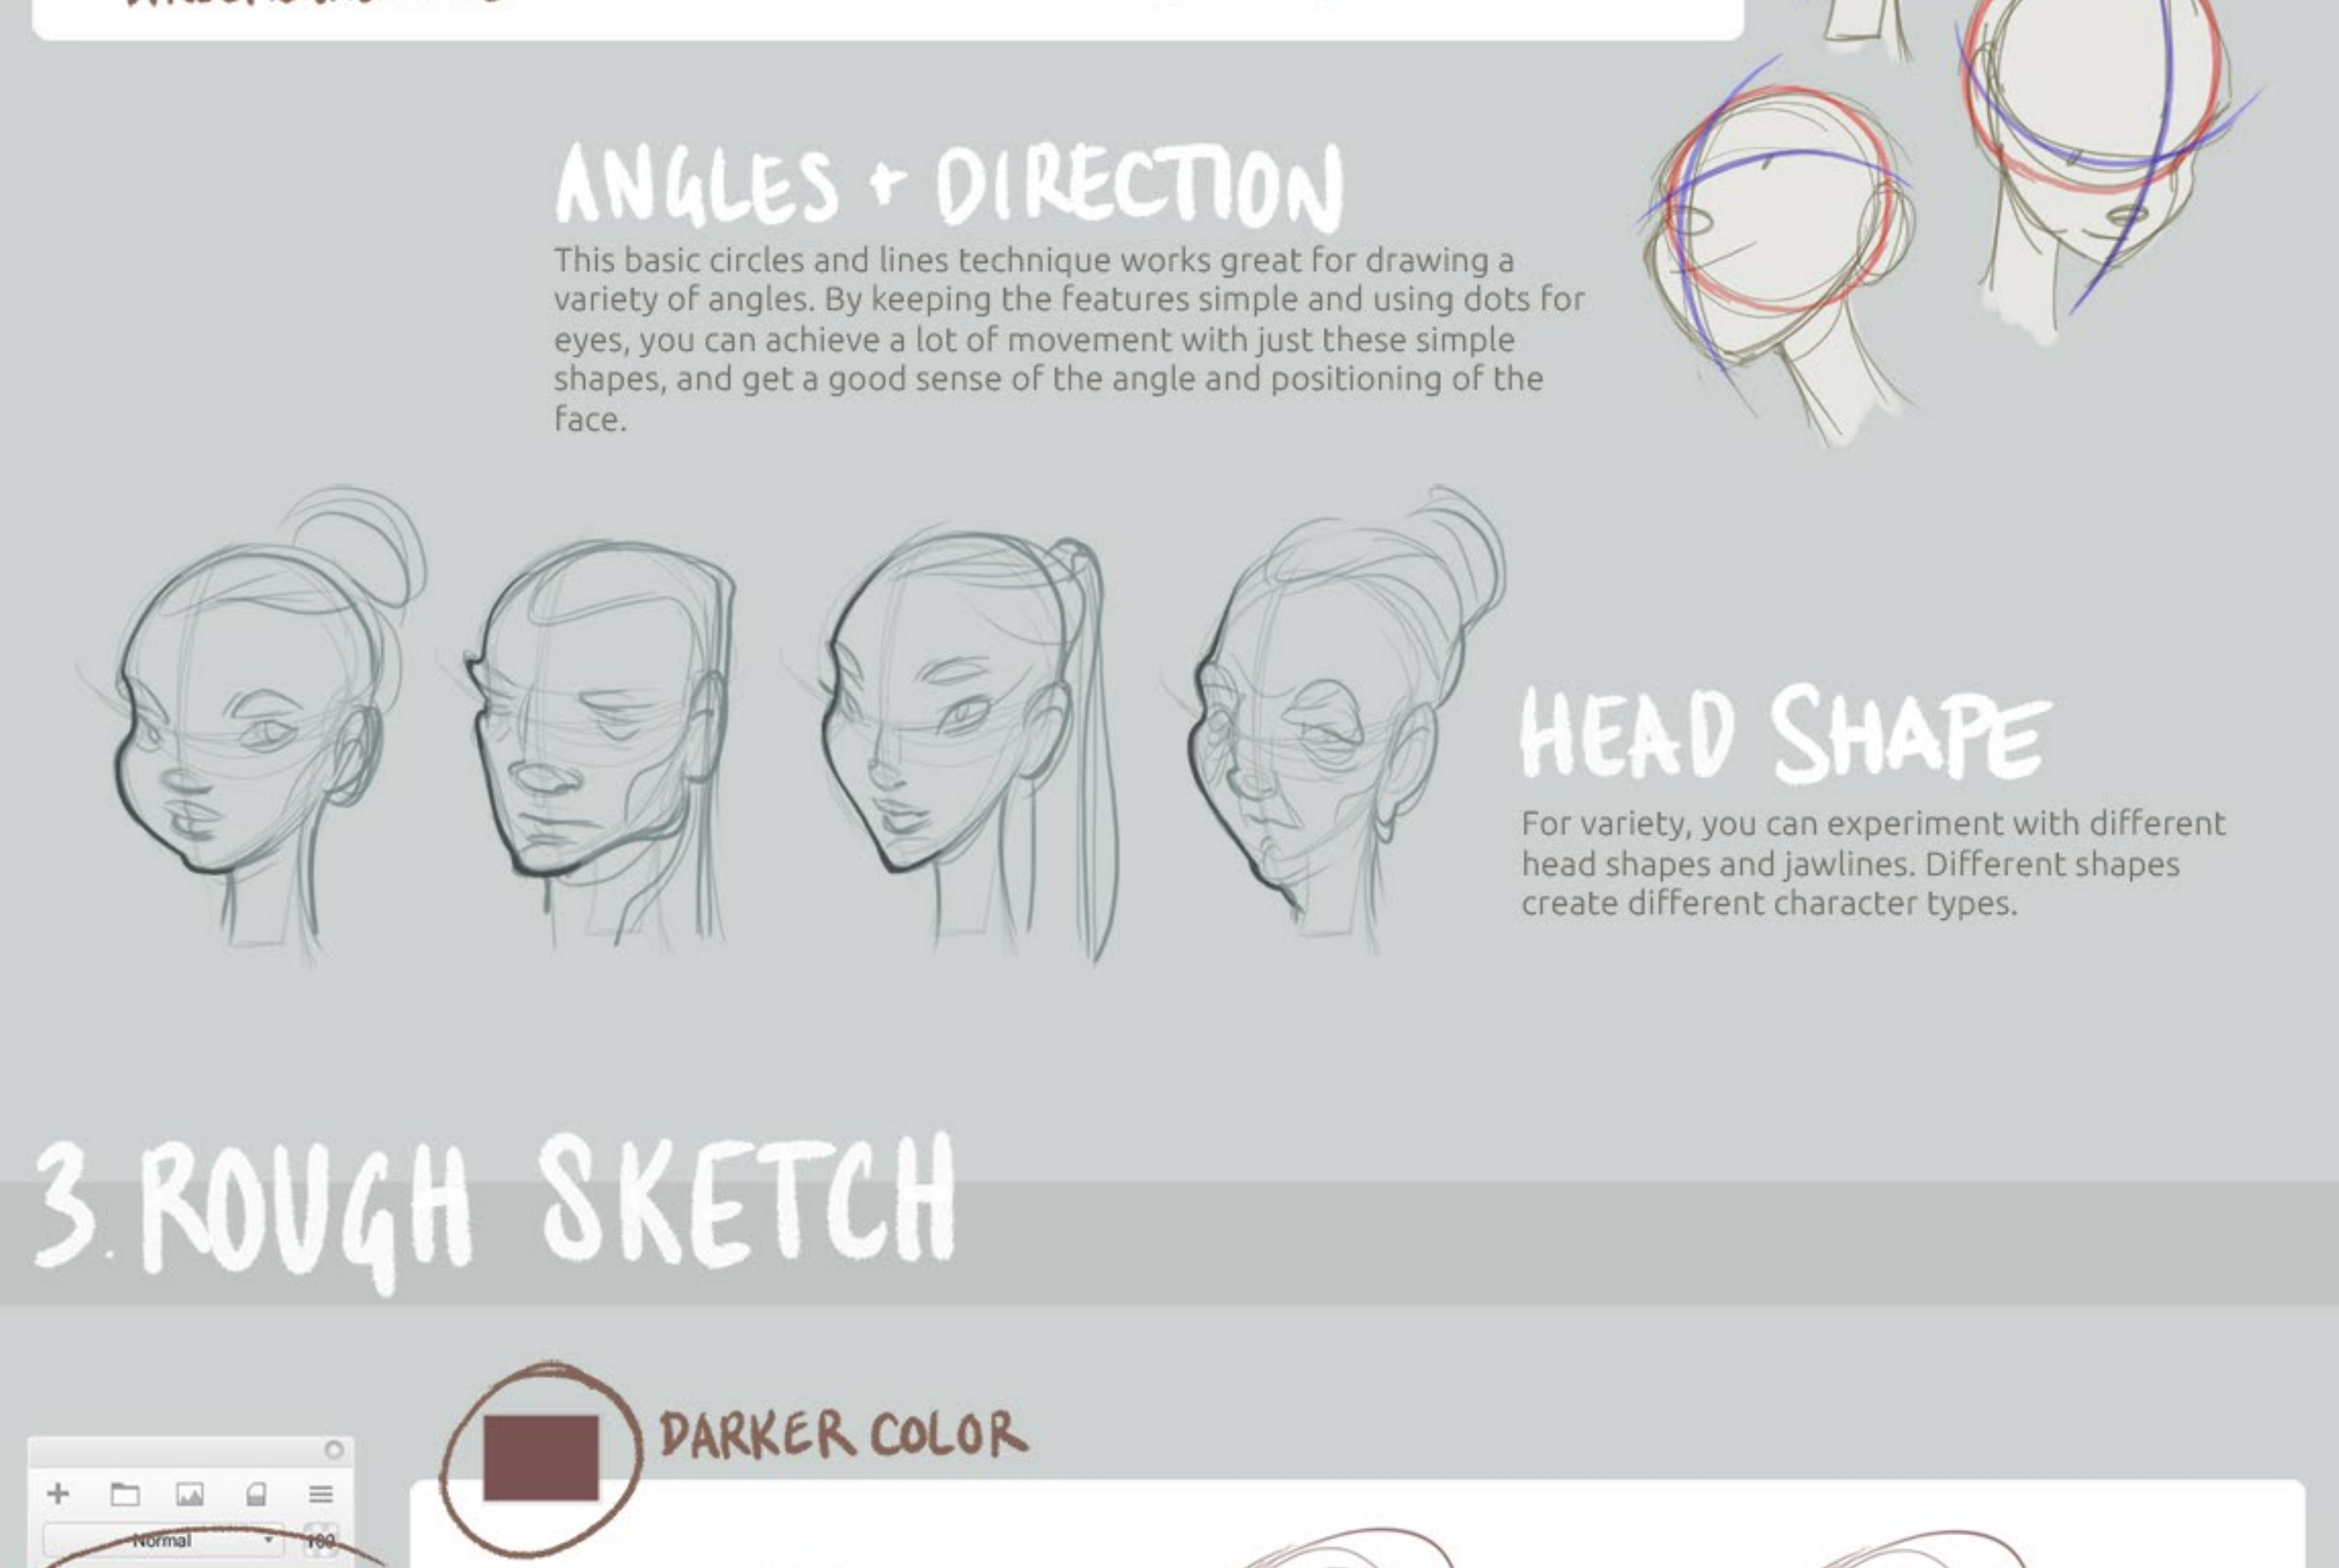 ANGLES + DIRECTION
This basic circles and lines technique works great for drawing a
variety of angles. By keeping the features simple and using dots for
eyes, you can achieve a lot of movement with just these simple
shapes, and get a good sense of the angle and positioning of the
face.
HEAD SHAPE
For variety, you can experiment with different
head shapes and jawlines. Different shapes
create different character types.
3. ROUGH SKETCH
DARKER COLOR
Normal 100